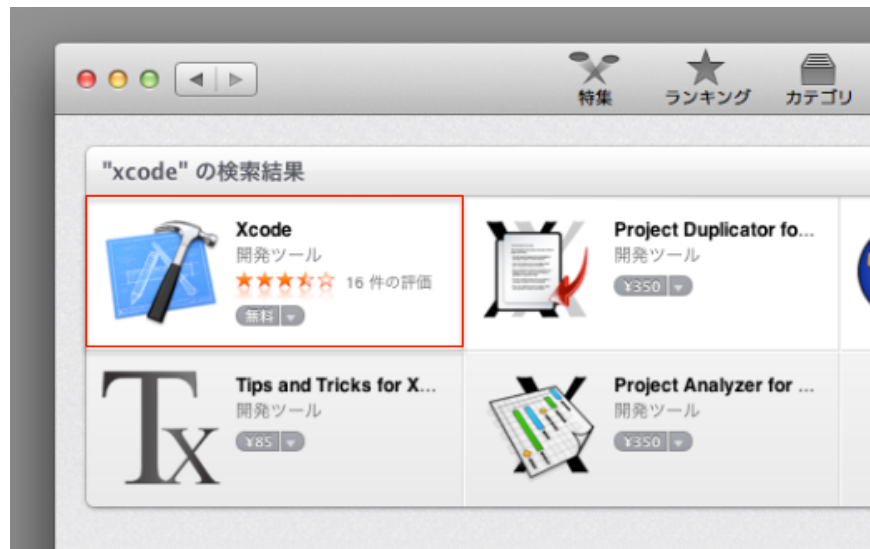 特集 ランキング カテゴリ
"xcode" の検索結果
Xcode
開発ツール
16 件の評価
無料
Project Duplicator fo...
開発ツール
¥350
Tips and Tricks for X...
開発ツール
¥85
Project Analyzer for ...
開発ツール
¥350
Tx